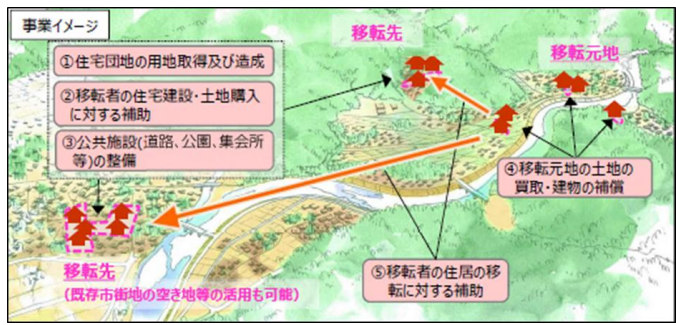 事業イメージ
①住宅団地の用地取得及び造成
②移転者の住宅建設・土地購入
に対する補助
③公共施設(道路、公園、集会所
等)の整備
移転先
移転元地
④移転元地の土地の
買取・建物の補償
⑤移転者の住居の移
転に対する補助
移転先
(既存市街地の空き地等の活用も可能)